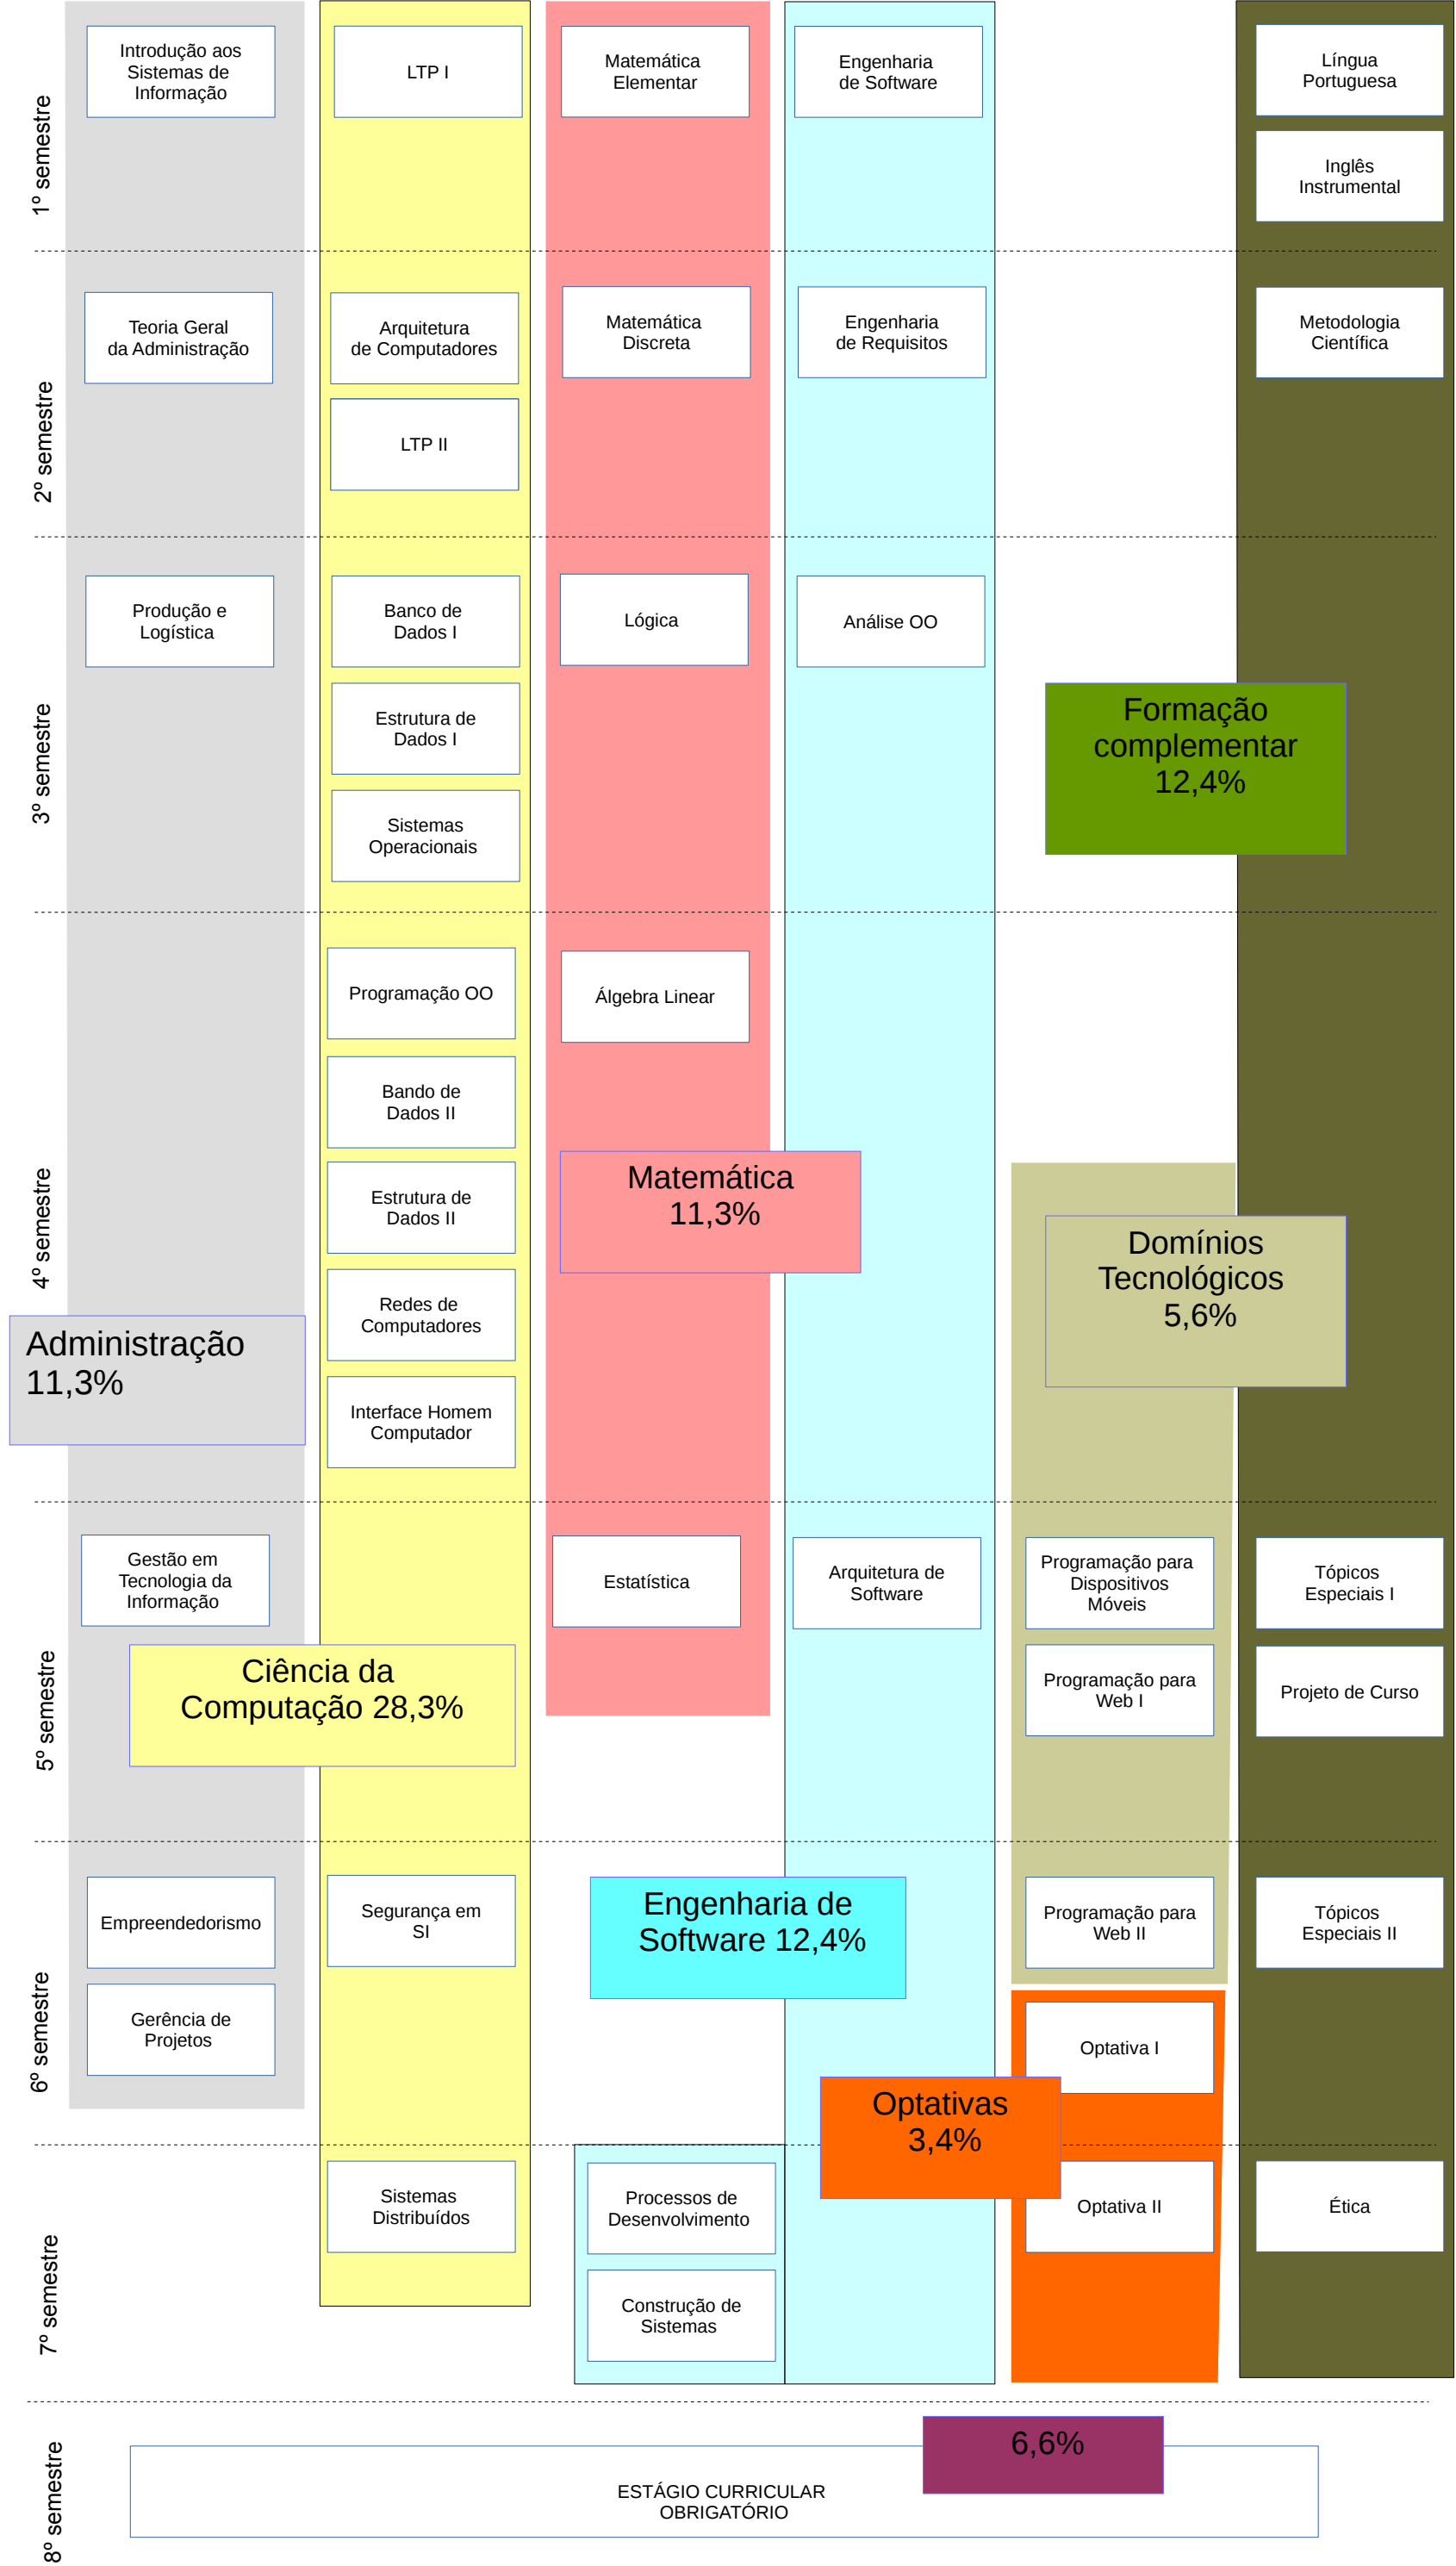 1º semestre
Introdução aos
Sistemas de
Informação
LTP I
Matemática
Elementar
Engenharia
de Software
Língua
Portuguesa
Inglês
Instrumental
2º semestre
Teoria Geral
da Administração
Arquitetura
de Computadores
LTP II
Matemática
Discreta
Engenharia
de Requisitos
Metodologia
Científica
3º semestre
Produção e
Logística
Banco de
Dados I
Estrutura de
Dados I
Sistemas
Operacionais
Lógica
Análise OO
Formação
complementar
12,4%
4º semestre
Programação OO
Bando de
Dados II
Estrutura de
Dados II
Redes de
Computadores
Interface Homem
Computador
Álgebra Linear
Matemática
11,3%
Domínios
Tecnológicos
5,6%
Administração
11,3%
5º semestre
Gestão em
Tecnologia da
Informação
Ciência da
Computação 28,3%
Estatística
Arquitetura de
Software
Programação para
Dispositivos
Móveis
Programação para
Web I
Tópicos
Especiais I
Projeto de Curso
6º semestre
Empreendedorismo
Gerência de
Projetos
Segurança em
SI
Engenharia de
Software 12,4%
Programação para
Web II
Optativa I
Tópicos
Especiais II
Optativas
3,4%
7º semestre
Sistemas
Distribuídos
Processos de
Desenvolvimento
Construção de
Sistemas
Optativa II
Ética
8º semestre
6,6%
ESTÁGIO CURRICULAR
OBRIGATÓRIO